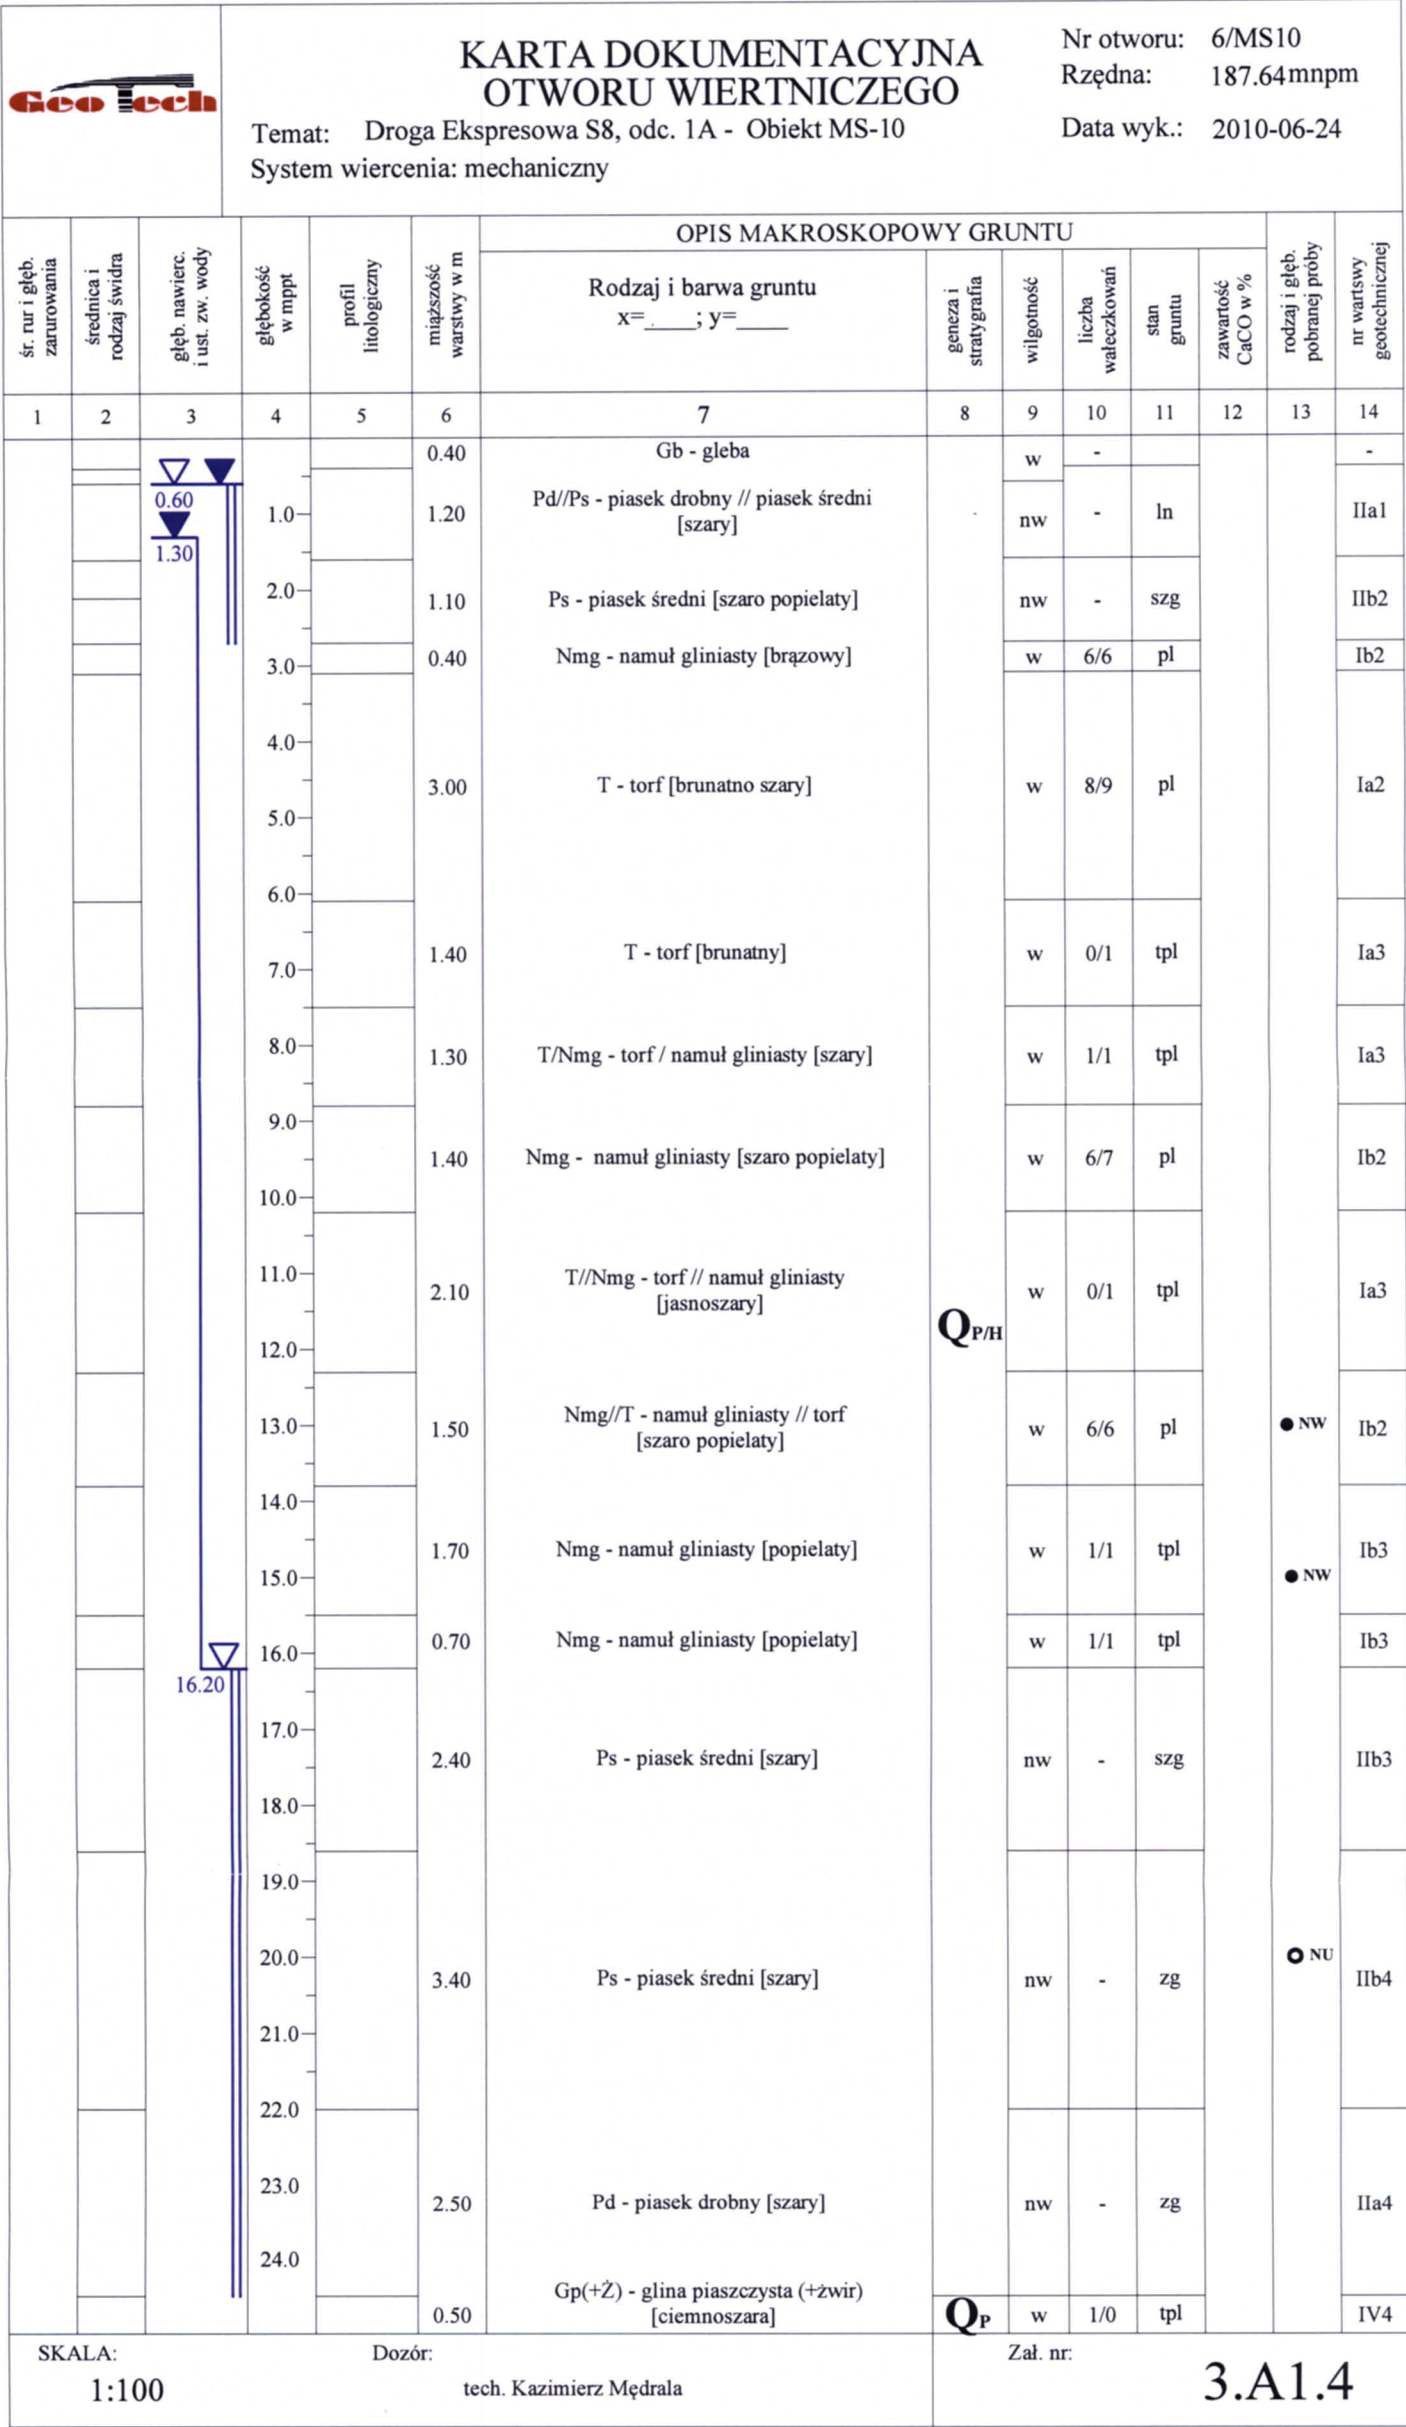 Geo Tech
KARTA DOKUMENTACYJNA
OTWORU WIERTNICZEGO
Temat: Droga Ekspresowa S8, odc. 1A - Obiekt MS-10
System wiercenia: mechaniczny
Nr otworu: 6/MS10
Rzędna: 187.64mnpm
Data wyk.: 2010-06-24
śr. rur i głęb.
zarurowania
średnica i
rodzaj świdra
głęb. nawierc.
i ust. zw. wody
głębokość
w mppt
profil
litologiczny
miąższość
warstwy w m
OPIS MAKROSKOPOWY GRUNTU
Rodzaj i barwa gruntu
x=____; y=____
geneza i
stratygrafia
wilgotność
liczba
wałeczkowań
stan
gruntu
zawartość
CaCO w %
rodzaj i głęb.
pobranej próby
nr wartswy
geotechnicznej
1 2 3 4 5 6 7 8 9 10 11 12 13 14
0.40 Gb - gleba w - -
0.60
1.0 1.20 Pd//Ps - piasek drobny // piasek średni
[szary] nw - ln IIa1
1.30
2.0 1.10 Ps - piasek średni [szaro popielaty] nw - szg IIb2
3.0 0.40 Nmg - namuł gliniasty [brązowy] w 6/6 pl Ib2
4.0
3.00 T - torf [brunatno szary] w 8/9 pl Ia2
5.0
6.0
1.40 T - torf [brunatny] w 0/1 tpl Ia3
7.0
8.0 1.30 T/Nmg - torf / namuł gliniasty [szary] w 1/1 tpl Ia3
9.0
1.40 Nmg - namuł gliniasty [szaro popielaty] w 6/7 pl Ib2
10.0
11.0 2.10 T//Nmg - torf // namuł gliniasty
[jasnoszary] w 0/1 tpl Ia3
QP/H
12.0
13.0 1.50 Nmg//T - namuł gliniasty // torf
[szaro popielaty] w 6/6 pl NW Ib2
14.0
1.70 Nmg - namuł gliniasty [popielaty] w 1/1 tpl Ib3
15.0 NW
16.0 0.70 Nmg - namuł gliniasty [popielaty] w 1/1 tpl Ib3
16.20
17.0
2.40 Ps - piasek średni [szary] nw - szg IIb3
18.0
19.0
20.0 NU
3.40 Ps - piasek średni [szary] nw - zg IIb4
21.0
22.0
23.0
2.50 Pd - piasek drobny [szary] nw - zg IIa4
24.0
0.50 Gp(+Ż) - glina piaszczysta (+żwir)
[ciemnoszara] QP w 1/0 tpl IV4
SKALA:
1:100
Dozór:
tech. Kazimierz Mędrala
Zał. nr:
3.A1.4